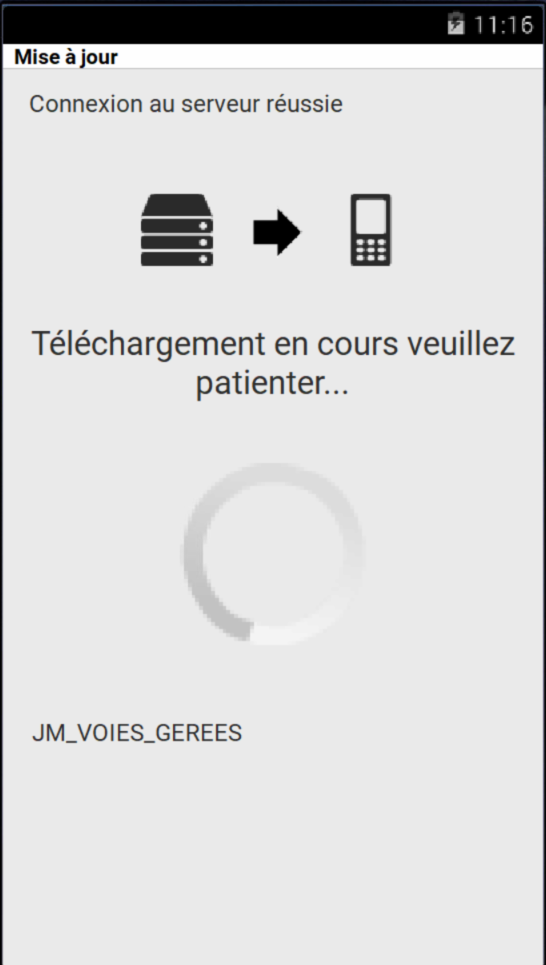 11:16
Mise à jour
Connexion au serveur réussie
Téléchargement en cours veuillez
patienter...
JM_VOIES_GEREES